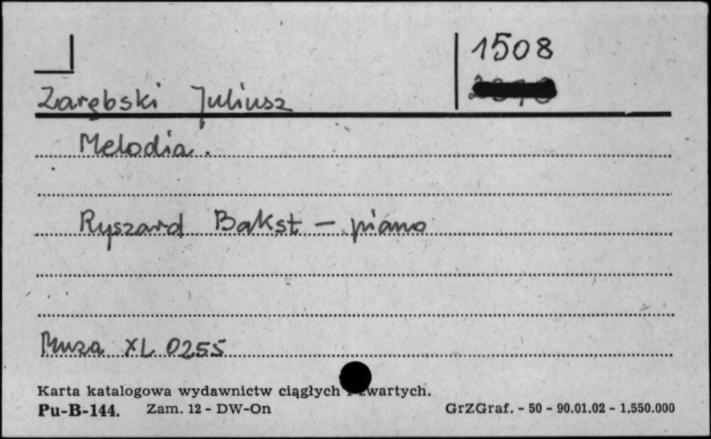 1508
Zarębski Juliusz
Melodia.
Ryszard Bakst – piano
Muza XL 0255
Karta katalogowa wydawnictw ciągłych i zwartych.
Pu-B-144. Zam. 12 - DW-On GrZGraf. - 50 - 90.01.02 - 1.550.000